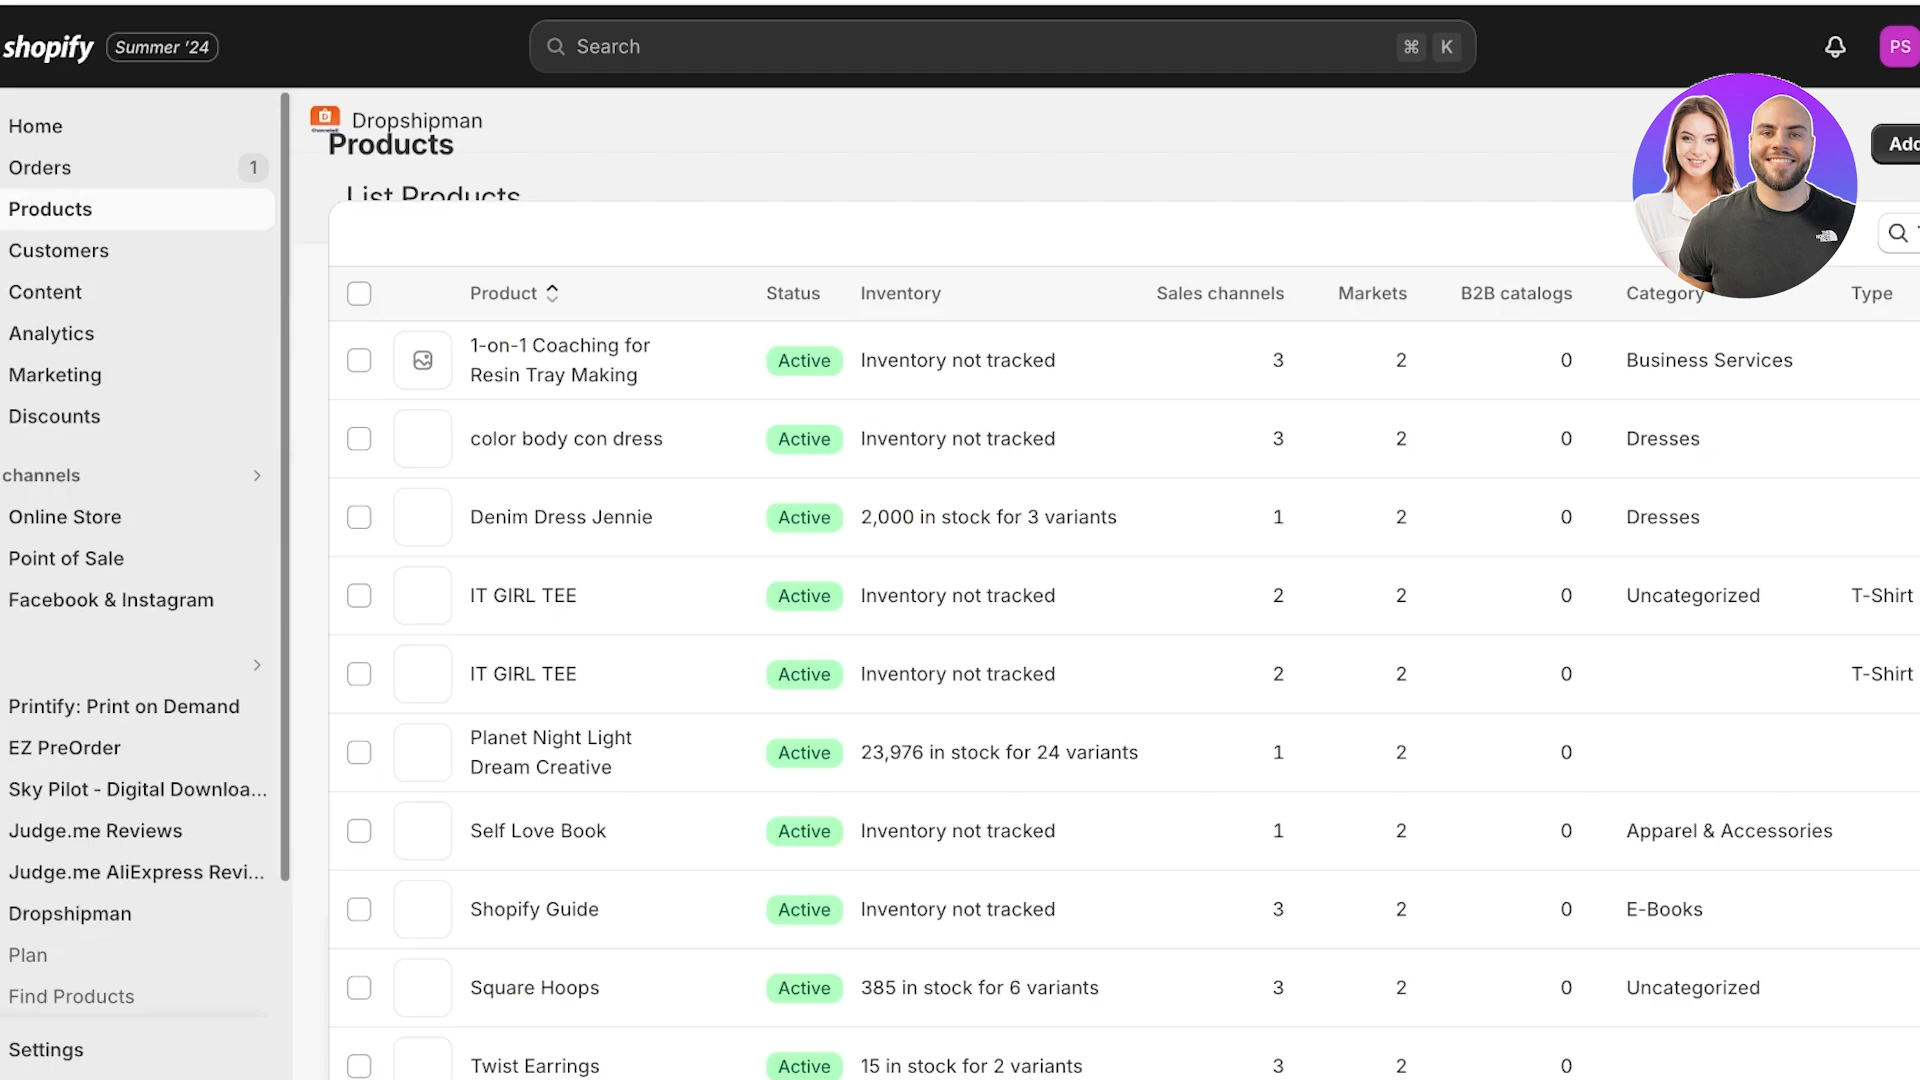 shopify Summer '24 Search ⌘ K PS
Home
Orders 1
Products
Customers
Content
Analytics
Marketing
Discounts
channels
Online Store
Point of Sale
Facebook & Instagram
Printify: Print on Demand
EZ PreOrder
Sky Pilot - Digital Downloa...
Judge.me Reviews
Judge.me AliExpress Revi...
Dropshipman
Plan
Find Products
Settings
Dropshipman
Products
Add
List Products
Product Status Inventory Sales channels Markets B2B catalogs Category Type
1-on-1 Coaching for
Resin Tray Making Active Inventory not tracked 3 2 0 Business Services
color body con dress Active Inventory not tracked 3 2 0 Dresses
Denim Dress Jennie Active 2,000 in stock for 3 variants 1 2 0 Dresses
IT GIRL TEE Active Inventory not tracked 2 2 0 Uncategorized T-Shirt
IT GIRL TEE Active Inventory not tracked 2 2 0 T-Shirt
Planet Night Light
Dream Creative Active 23,976 in stock for 24 variants 1 2 0
Self Love Book Active Inventory not tracked 1 2 0 Apparel & Accessories
Shopify Guide Active Inventory not tracked 3 2 0 E-Books
Square Hoops Active 385 in stock for 6 variants 3 2 0 Uncategorized
Twist Earrings Active 15 in stock for 2 variants 3 2 0